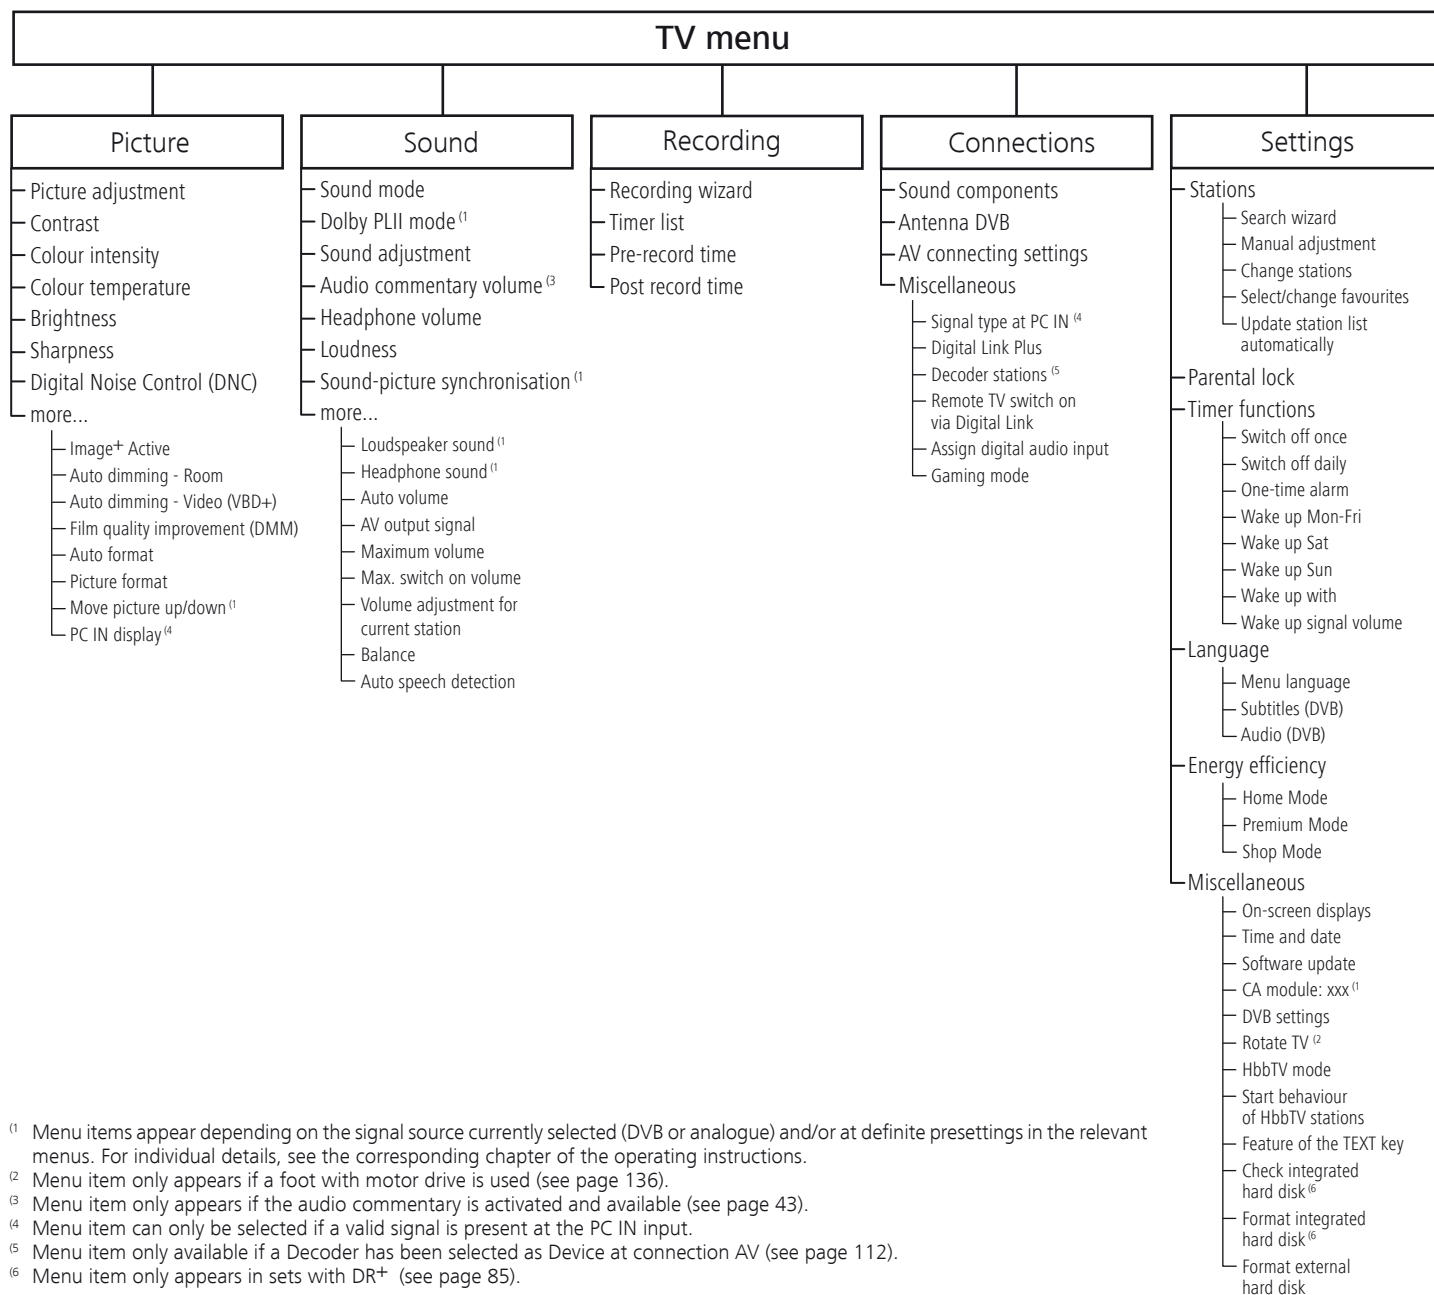 TV menu
Picture
Picture adjustment
Contrast
Colour intensity
Colour temperature
Brightness
Sharpness
Digital Noise Control (DNC)
more...
Image+ Active
Auto dimming - Room
Auto dimming - Video (VBD+)
Film quality improvement (DMM)
Auto format
Picture format
Move picture up/down (1
PC IN display (4
Sound
Sound mode
Dolby PLII mode (1
Sound adjustment
Audio commentary volume (3
Headphone volume
Loudness
Sound-picture synchronisation (1
more...
Loudspeaker sound (1
Headphone sound (1
Auto volume
AV output signal
Maximum volume
Max. switch on volume
Volume adjustment for
current station
Balance
Auto speech detection
Recording
Recording wizard
Timer list
Pre-record time
Post record time
Connections
Sound components
Antenna DVB
AV connecting settings
Miscellaneous
Signal type at PC IN (4
Digital Link Plus
Decoder stations (5
Remote TV switch on
via Digital Link
Assign digital audio input
Gaming mode
Settings
Stations
Search wizard
Manual adjustment
Change stations
Select/change favourites
Update station list
automatically
Parental lock
Timer functions
Switch off once
Switch off daily
One-time alarm
Wake up Mon-Fri
Wake up Sat
Wake up Sun
Wake up with
Wake up signal volume
Language
Menu language
Subtitles (DVB)
Audio (DVB)
Energy efficiency
Home Mode
Premium Mode
Shop Mode
Miscellaneous
On-screen displays
Time and date
Software update
CA module: xxx (1
DVB settings
Rotate TV (2
HbbTV mode
Start behaviour
of HbbTV stations
Feature of the TEXT key
Check integrated
hard disk (6
Format integrated
hard disk (6
Format external
hard disk
(1 Menu items appear depending on the signal source currently selected (DVB or analogue) and/or at definite presettings in the relevant
menus. For individual details, see the corresponding chapter of the operating instructions.
(2 Menu item only appears if a foot with motor drive is used (see page 136).
(3 Menu item only appears if the audio commentary is activated and available (see page 43).
(4 Menu item can only be selected if a valid signal is present at the PC IN input.
(5 Menu item only available if a Decoder has been selected as Device at connection AV (see page 112).
(6 Menu item only appears in sets with DR+ (see page 85).